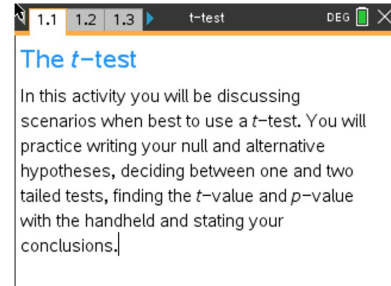 1.1 1.2 1.3 t-test DEG
The t-test
In this activity you will be discussing
scenarios when best to use a t-test. You will
practice writing your null and alternative
hypotheses, deciding between one and two
tailed tests, finding the t-value and p-value
with the handheld and stating your
conclusions.